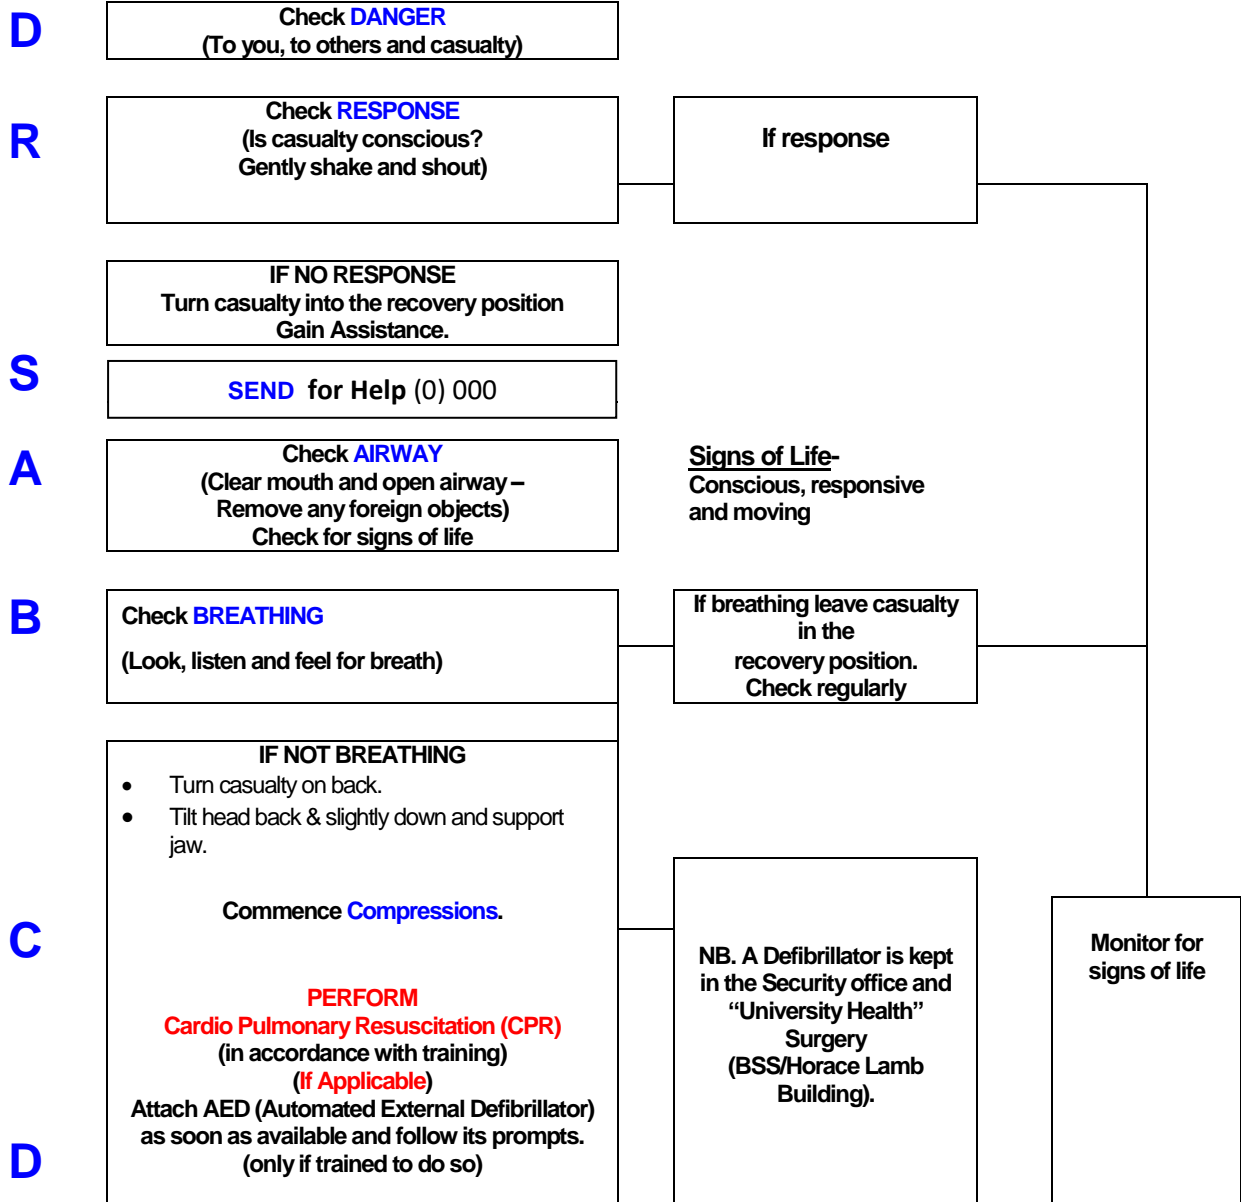 D
Check DANGER
(To you, to others and casualty)
R
Check RESPONSE
(Is casualty conscious?
Gently shake and shout)
If response
IF NO RESPONSE
Turn casualty into the recovery position
Gain Assistance.
S
SEND for Help (0) 000
A
Check AIRWAY
(Clear mouth and open airway –
Remove any foreign objects)
Check for signs of life
Signs of Life-
Conscious, responsive
and moving
B
Check BREATHING
(Look, listen and feel for breath)
If breathing leave casualty
in the
recovery position.
Check regularly
IF NOT BREATHING
• Turn casualty on back.
• Tilt head back & slightly down and support
jaw.
C
Commence Compressions.
PERFORM
Cardio Pulmonary Resuscitation (CPR)
(in accordance with training)
(If Applicable)
Attach AED (Automated External Defibrillator)
as soon as available and follow its prompts.
(only if trained to do so)
D
NB. A Defibrillator is kept
in the Security office and
“University Health”
Surgery
(BSS/Horace Lamb
Building).
Monitor for
signs of life